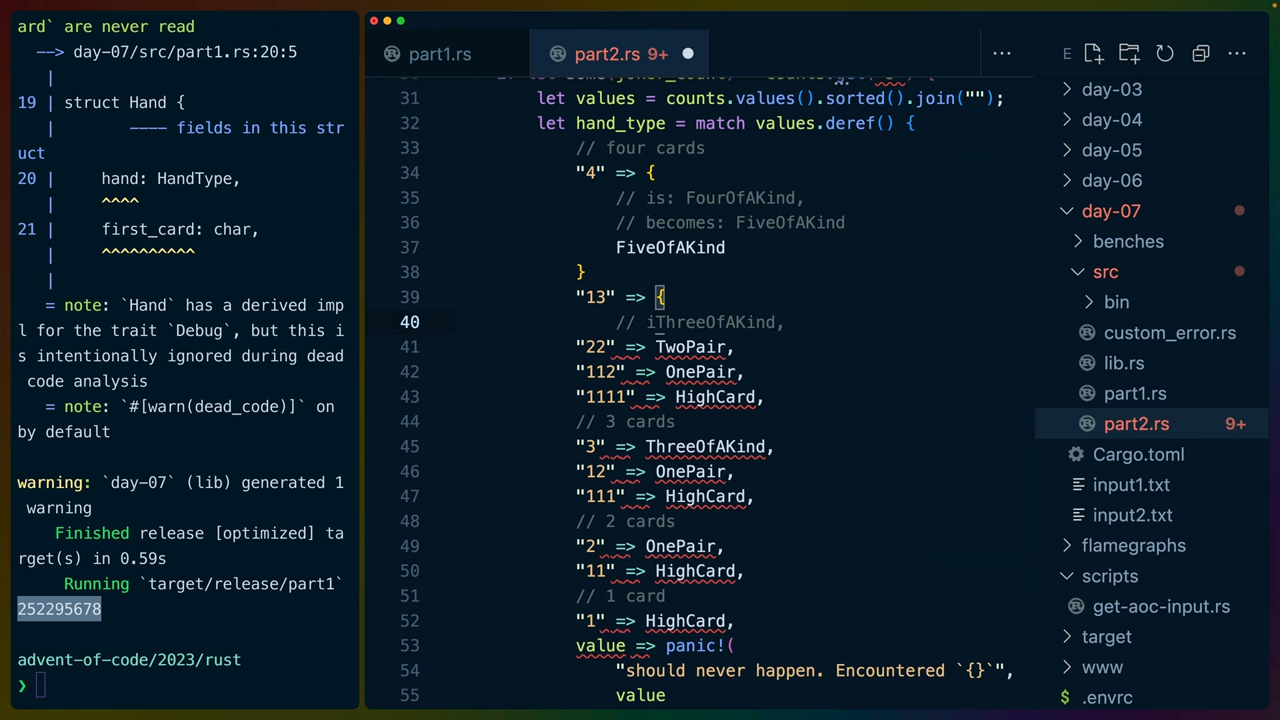 ard` are never read
--> day-07/src/part1.rs:20:5
|
19 | struct Hand {
| ---- fields in this str
uct
20 | hand: HandType,
| ^^^^
21 | first_card: char,
| ^^^^^^^^^^
|
= note: `Hand` has a derived imp
l for the trait `Debug`, but this i
s intentionally ignored during dead
code analysis
= note: `#[warn(dead_code)]` on
by default
warning: `day-07` (lib) generated 1
warning
Finished release [optimized] ta
rget(s) in 0.59s
Running `target/release/part1`
252295678
advent-of-code/2023/rust
❯
part1.rs
part2.rs 9+ ●
...
31 let values = counts.values().sorted().join("");
32 let hand_type = match values.deref() {
33 // four cards
34 "4" => {
35 // is: FourOfAKind,
36 // becomes: FiveOfAKind
37 FiveOfAKind
38 }
39 "13" => {
40 // iThreeOfAKind,
41 "22" => TwoPair,
42 "112" => OnePair,
43 "1111" => HighCard,
44 // 3 cards
45 "3" => ThreeOfAKind,
46 "12" => OnePair,
47 "111" => HighCard,
48 // 2 cards
49 "2" => OnePair,
50 "11" => HighCard,
51 // 1 card
52 "1" => HighCard,
53 value => panic!(
54 "should never happen. Encountered `{}`",
55 value
E
...
day-03
day-04
day-05
day-06
day-07
benches
src
bin
custom_error.rs
lib.rs
part1.rs
part2.rs 9+
Cargo.toml
input1.txt
input2.txt
flamegraphs
scripts
get-aoc-input.rs
target
www
$ .envrc